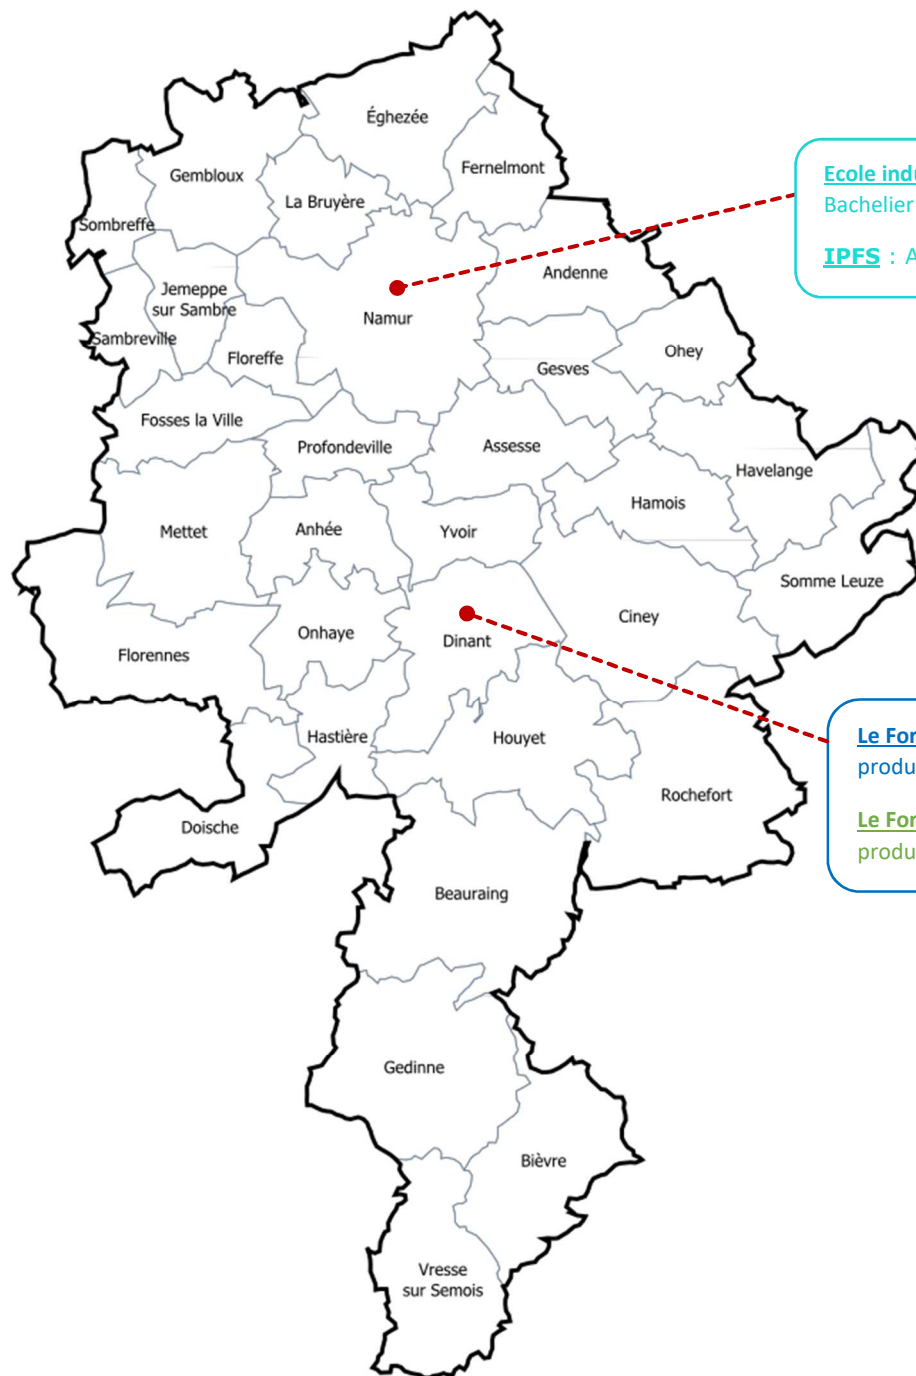 Éghezée
Fernelmont
Gembloux
La Bruyère
Sombreffe
Andenne
Jemeppe
sur Sambre
Namur
Sambreville
Floreffe
Gesves
Ohey
Fosses la Ville
Profondeville
Assesse
Havelange
Hamois
Mettet
Anhée
Yvoir
Somme Leuze
Ciney
Onhaye
Dinant
Florennes
Hastière
Houyet
Rochefort
Doische
Beauraing
Gedinne
Bièvre
Vresse
sur Semois
Ecole indu
Bachelier
IPFS : A
Le For
produ
Le For
produ